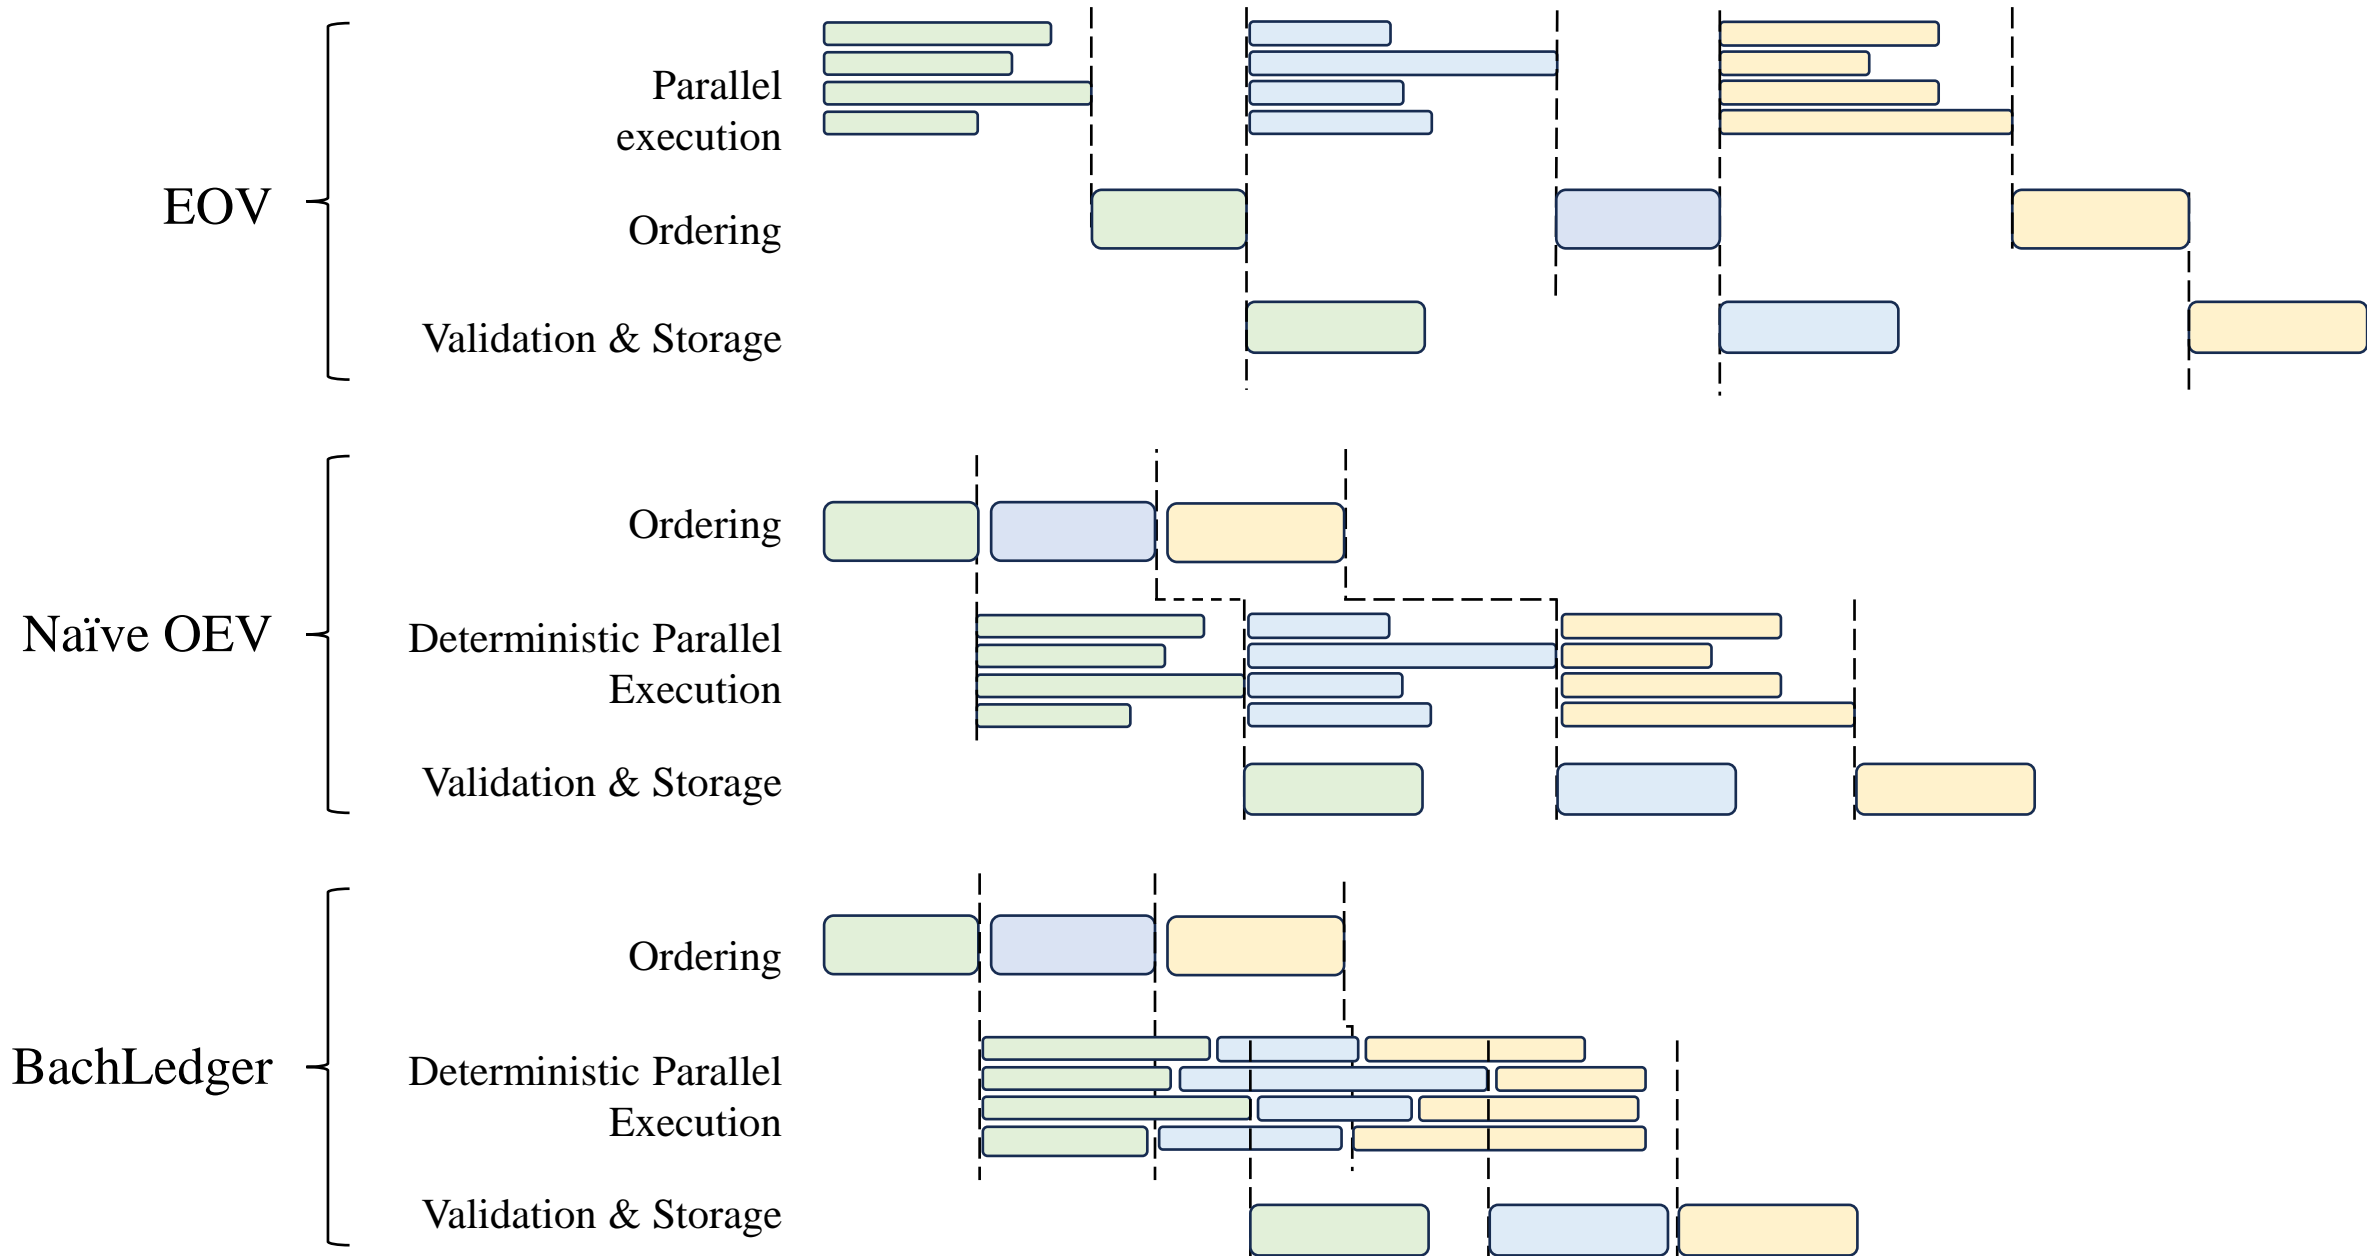 EOV
Parallel
execution
Ordering
Validation & Storage
Naïve OEV
Ordering
Deterministic Parallel
Execution
Validation & Storage
BachLedger
Ordering
Deterministic Parallel
Execution
Validation & Storage